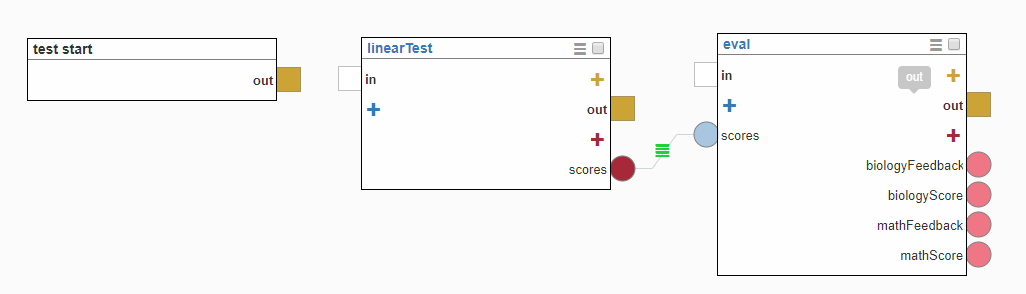 test start
out
linearTest
in
out
scores
eval
in
out
out
scores
biologyFeedback
biologyScore
mathFeedback
mathScore